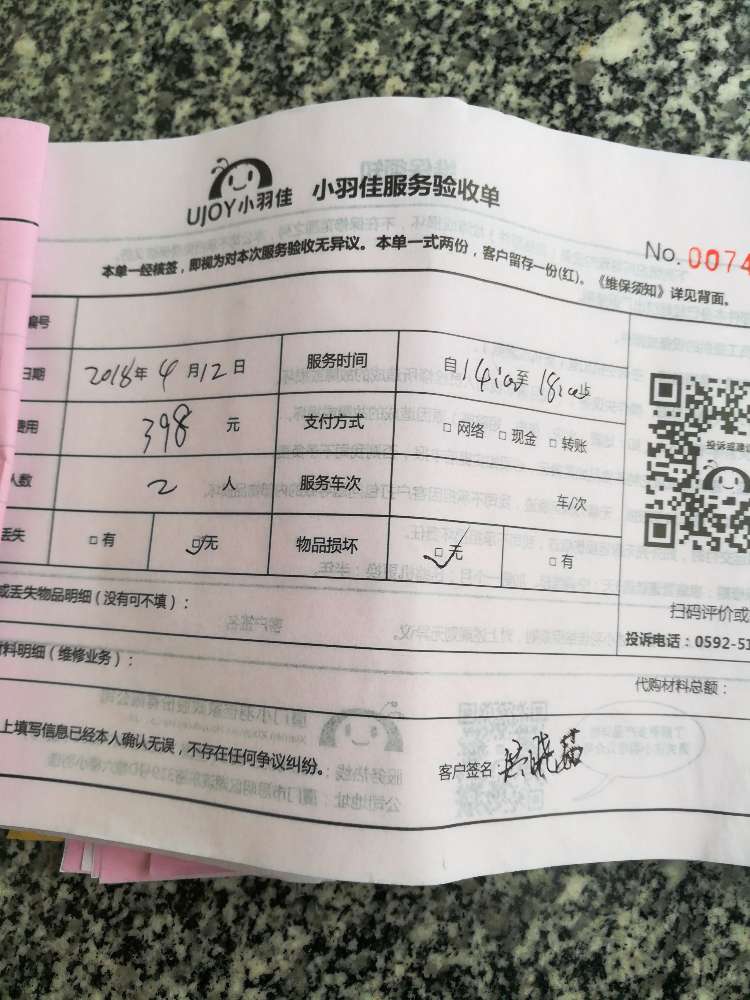 UJOY小羽佳 小羽佳服务验收单
No. 0074
本单一经核签，即视为对本次服务验收无异议。本单一式两份，客户留存一份(红)。《维保须知》详见背面。
编号
日期 2018年4月12日 服务时间 自14:00至18:00步
费用 398 元 支付方式 □网络 □现金 □转账
人数 2 人 服务车次 车/次
丢失 □有 □无 物品损坏 □无 □有
投诉或建议
扫码评价或
投诉电话：0592-51
或丢失物品明细（没有可不填）：
材料明细（维修业务）： 代购材料总额：
上填写信息已经本人确认无误，不存在任何争议纠纷。 客户签名：